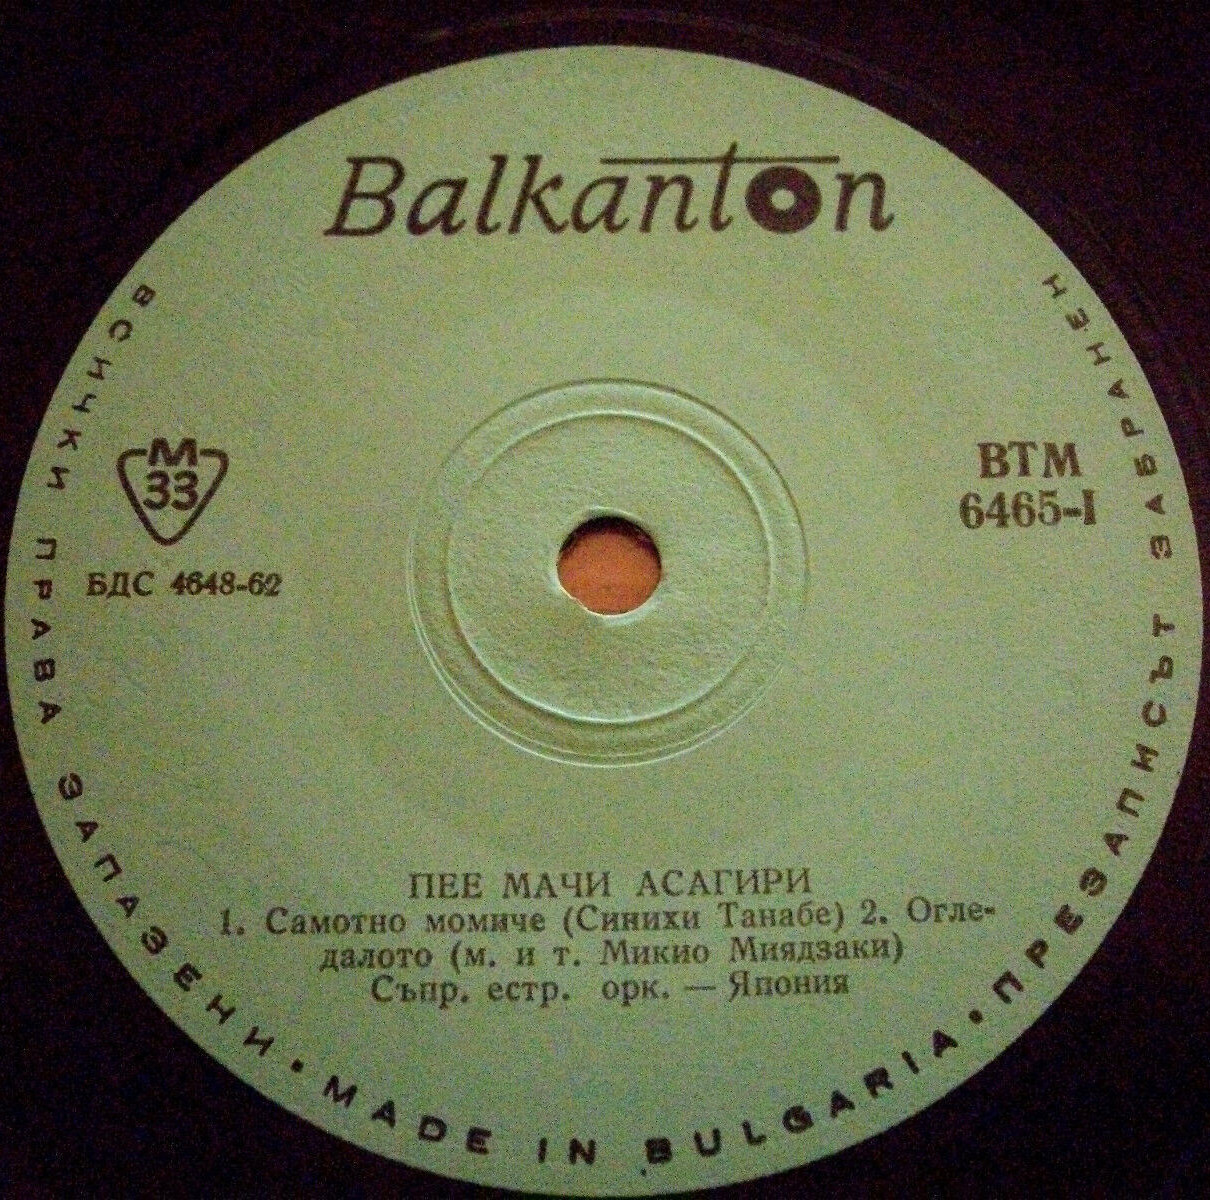 Balkanton
М
33
БДС 4648-62
ВТМ
6465-I
ПЕЕ МАЧИ АСАГИРИ
1. Самотно момиче (Синихи Танабе) 2. Огле-
далото (м. и т. Микио Миядзаки)
Съпр. естр. орк. — Япония
ВСИЧКИ ПРАВА ЗАПАЗЕНИ • MADE IN BULGARIA • ПРЕЗАПИСЪТ ЗАБРАНЕН